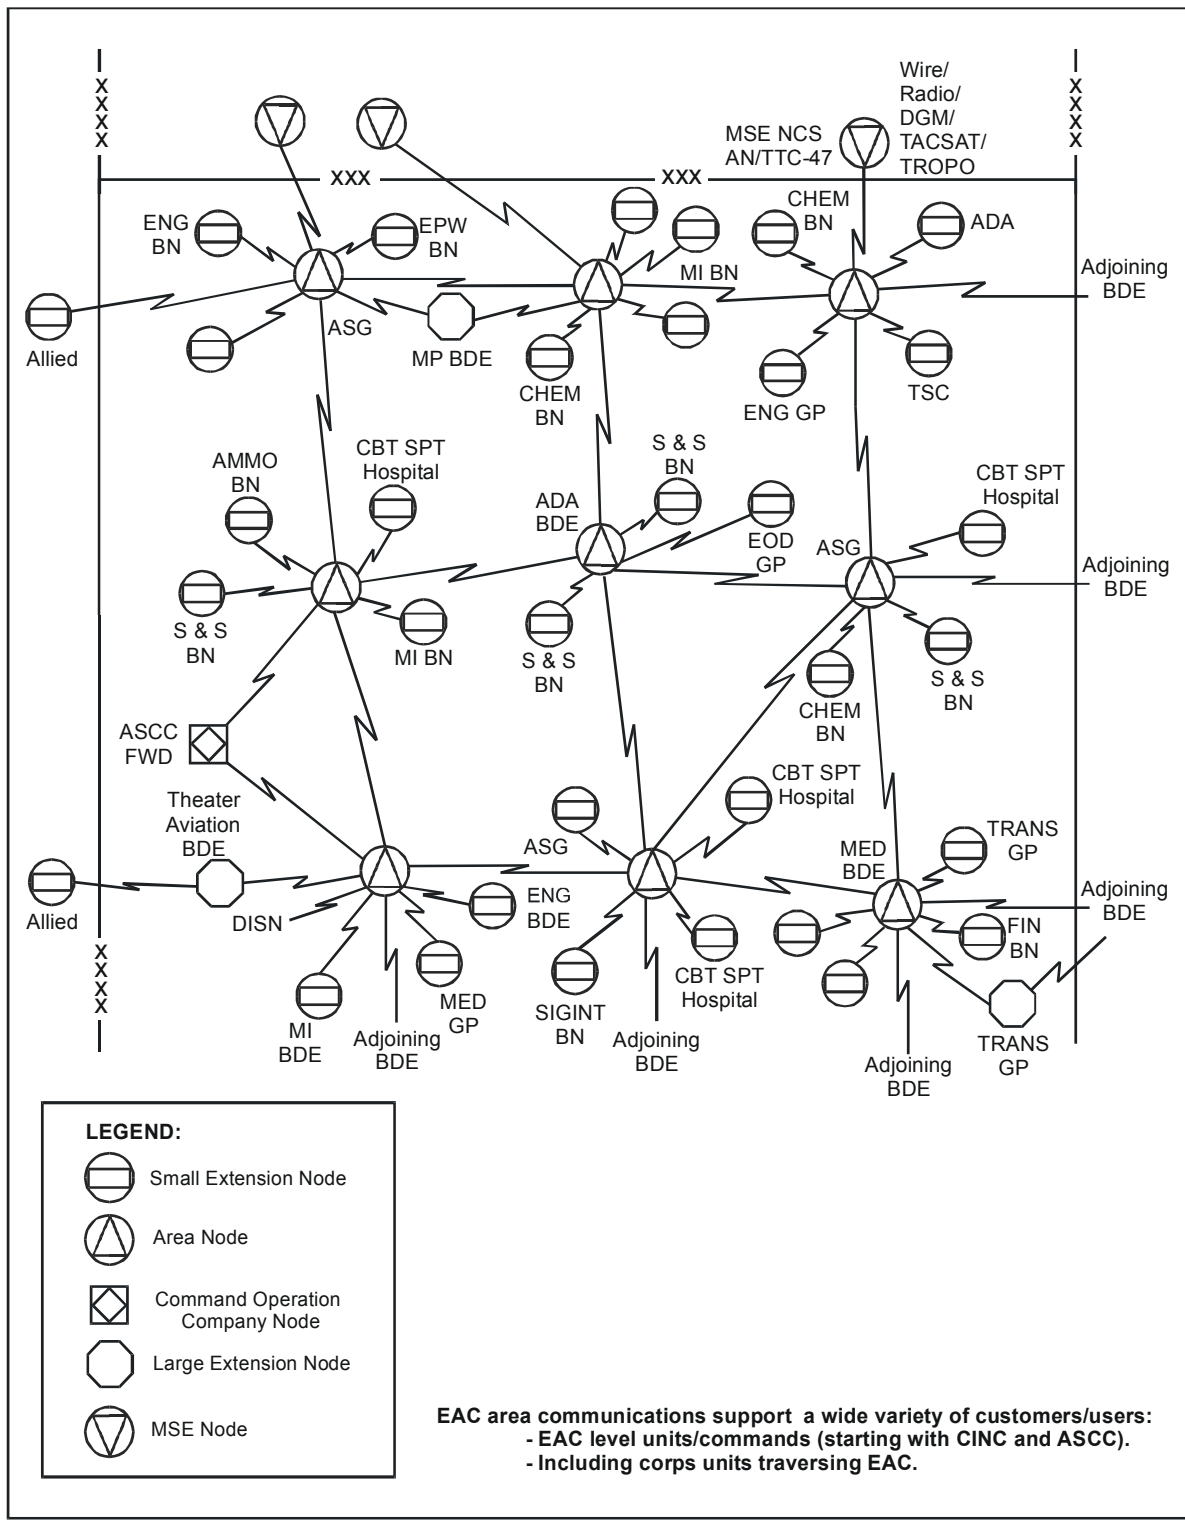 X
X
X
X
Wire/
Radio/
DGM/
TACSAT/
TROPO
X
X
X
X
MSE NCS
AN/TTC-47
XXX
XXX
ENG
BN
EPW
BN
CHEM
BN
ADA
MI BN
Adjoining
BDE
ASG
Allied
MP BDE
CHEM
BN
ENG GP
TSC
AMMO
BN
CBT SPT
Hospital
S & S
BN
ADA
BDE
EOD
GP
ASG
CBT SPT
Hospital
Adjoining
BDE
S & S
BN
MI BN
S & S
BN
CHEM
BN
S & S
BN
ASCC
FWD
Theater
Aviation
BDE
CBT SPT
Hospital
ASG
MED
BDE
TRANS
GP
Allied
DISN
ENG
BDE
Adjoining
BDE
FIN
BN
X
X
X
X
MI
BDE
Adjoining
BDE
MED
GP
SIGINT
BN
CBT SPT
Hospital
Adjoining
BDE
Adjoining
BDE
TRANS
GP
LEGEND:
Small Extension Node
Area Node
Command Operation
Company Node
Large Extension Node
MSE Node
EAC area communications support a wide variety of customers/users:
- EAC level units/commands (starting with CINC and ASCC).
- Including corps units traversing EAC.